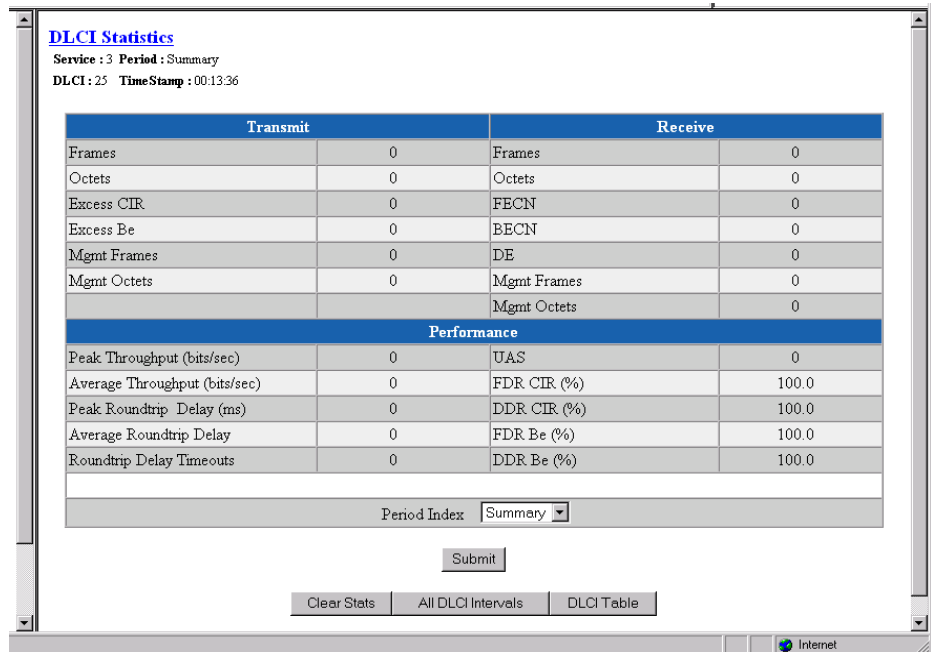 DLCI Statistics
Service : 3 Period : Summary
DLCI : 25 TimeStamp : 00:13:36
Transmit Receive
Frames 0 Frames 0
Octets 0 Octets 0
Excess CIR 0 FECN 0
Excess Be 0 BECN 0
Mgmt Frames 0 DE 0
Mgmt Octets 0 Mgmt Frames 0
Mgmt Octets 0
Performance
Peak Throughput (bits/sec) 0 UAS 0
Average Throughput (bits/sec) 0 FDR CIR (%) 100.0
Peak Roundtrip Delay (ms) 0 DDR CIR (%) 100.0
Average Roundtrip Delay 0 FDR Be (%) 100.0
Roundtrip Delay Timeouts 0 DDR Be (%) 100.0
Period Index Summary
Submit
Clear Stats All DLCI Intervals DLCI Table
Internet